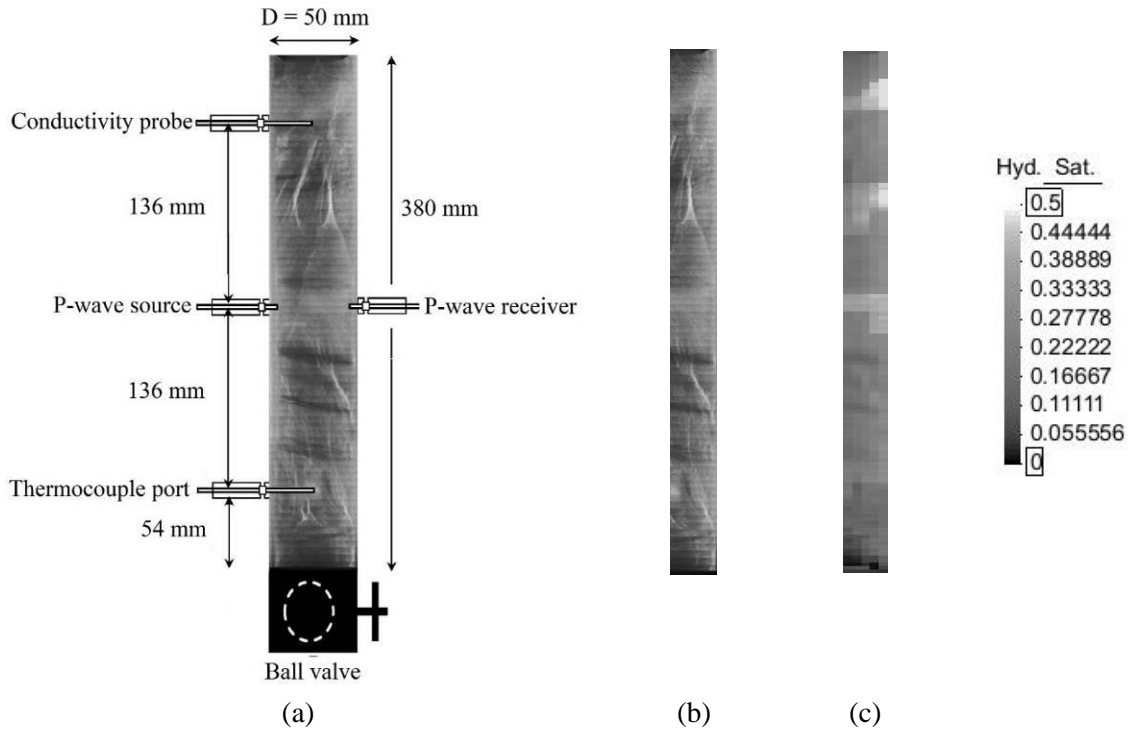 D = 50 mm
Conductivity probe
136 mm
380 mm
P-wave source
P-wave receiver
136 mm
Thermocouple port
54 mm
Ball valve
(a)
(b)
(c)
Hyd. Sat.
0.5
0.44444
0.38889
0.33333
0.27778
0.22222
0.16667
0.11111
0.055556
0